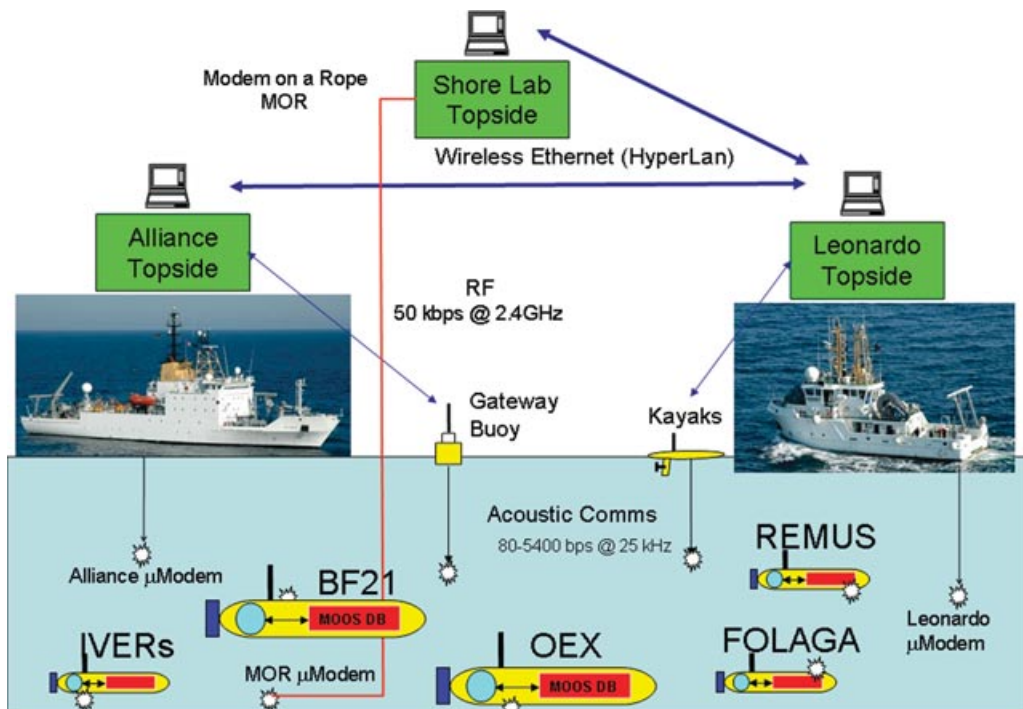 Modem on a Rope
MOR
Shore Lab
Topside
Wireless Ethernet (HyperLan)
Alliance
Topside
Leonardo
Topside
RF
50 kbps @ 2.4GHz
Gateway
Buoy
Kayaks
Acoustic Comms
80-5400 bps @ 25 kHz
REMUS
Alliance μModem
BF21
MOOS DB
Leonardo
μModem
IVERs
MOR μModem
OEX
MOOS DB
FOLAGA